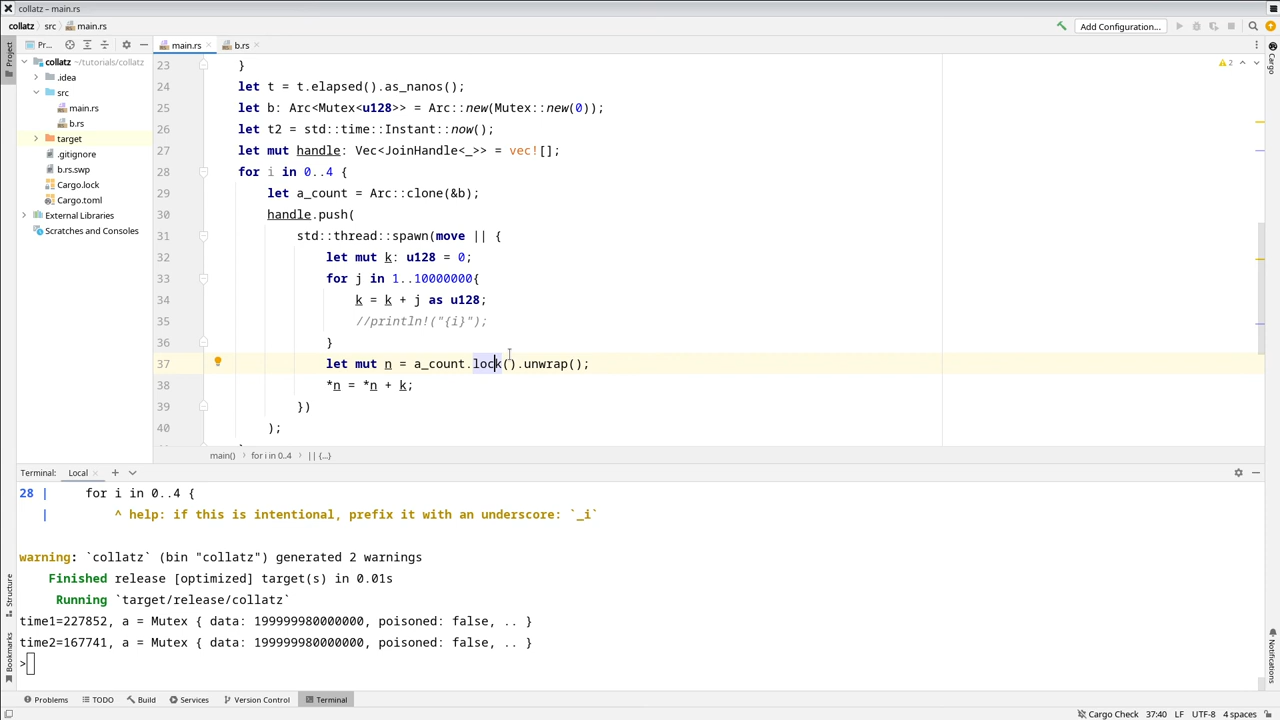 collatz – main.rs
collatz › src › main.rs
Add Configuration...
Project
Pr...
main.rs
b.rs
Cargo
collatz ~/tutorials/collatz
.idea
src
main.rs
b.rs
target
.gitignore
b.rs.swp
Cargo.lock
Cargo.toml
External Libraries
Scratches and Consoles
2
23 }
24 let t = t.elapsed().as_nanos();
25 let b: Arc<Mutex<u128>> = Arc::new(Mutex::new(0));
26 let t2 = std::time::Instant::now();
27 let mut handle: Vec<JoinHandle<_>> = vec![];
28 for i in 0..4 {
29 let a_count = Arc::clone(&b);
30 handle.push(
31 std::thread::spawn(move || {
32 let mut k: u128 = 0;
33 for j in 1..10000000{
34 k = k + j as u128;
35 //println!("{i}");
36 }
37 let mut n = a_count.lock().unwrap();
38 *n = *n + k;
39 })
40 );
main() › for i in 0..4 › || {...}
Terminal: Local
28 | for i in 0..4 {
| ^ help: if this is intentional, prefix it with an underscore: `_i`
warning: `collatz` (bin "collatz") generated 2 warnings
Finished release [optimized] target(s) in 0.01s
Running `target/release/collatz`
time1=227852, a = Mutex { data: 199999980000000, poisoned: false, .. }
time2=167741, a = Mutex { data: 199999980000000, poisoned: false, .. }
>
Structure
Bookmarks
Notifications
Problems
TODO
Build
Services
Version Control
Terminal
Cargo Check
37:40
LF
UTF-8
4 spaces